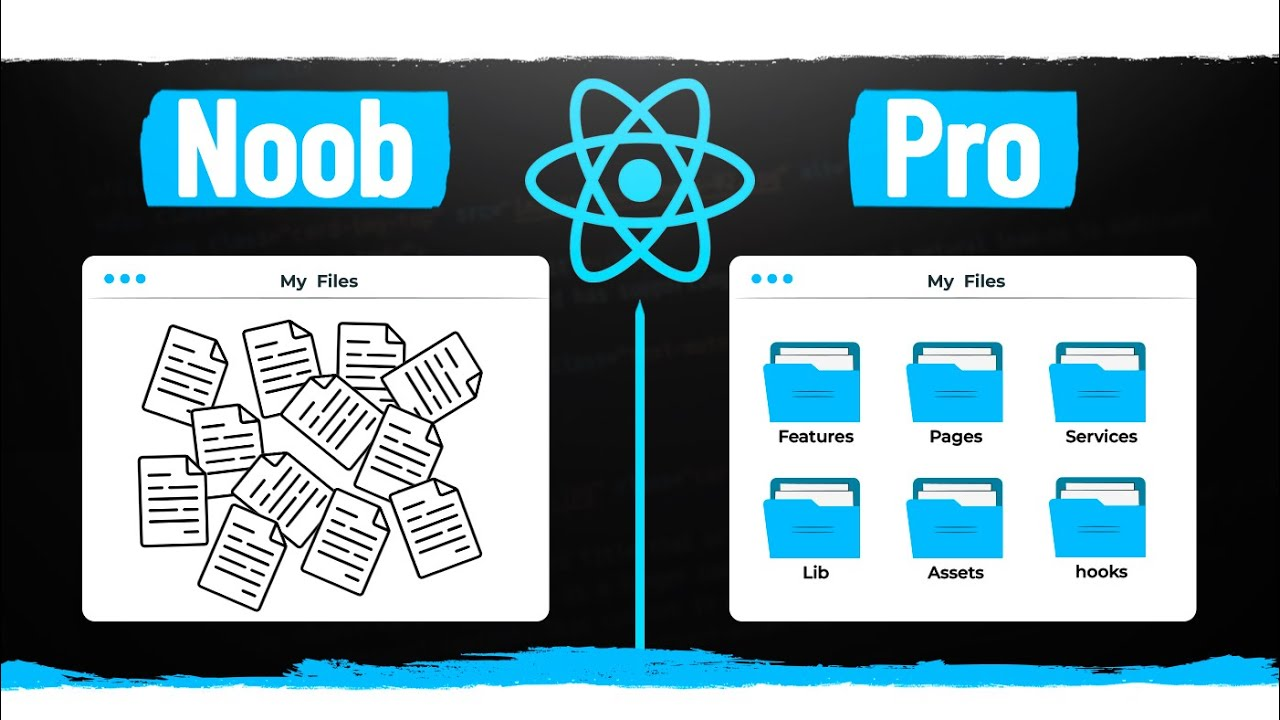 Noob
Pro
My Files
My Files
Features
Pages
Services
Lib
Assets
hooks